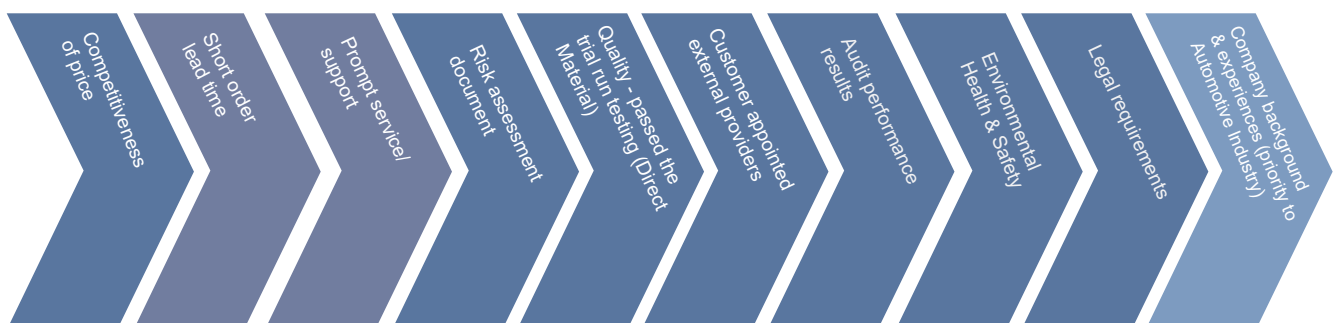 Competitiveness
of price
Short order
lead time
Prompt service/
support
Risk assessment
document
Quality - passed the
trial run testing (Direct
Material)
Customer appointed
external providers
Audit performance
results
Environmental
Health & Safety
Legal requirements
Company background
& experiences (priority to
Automotive Industry)